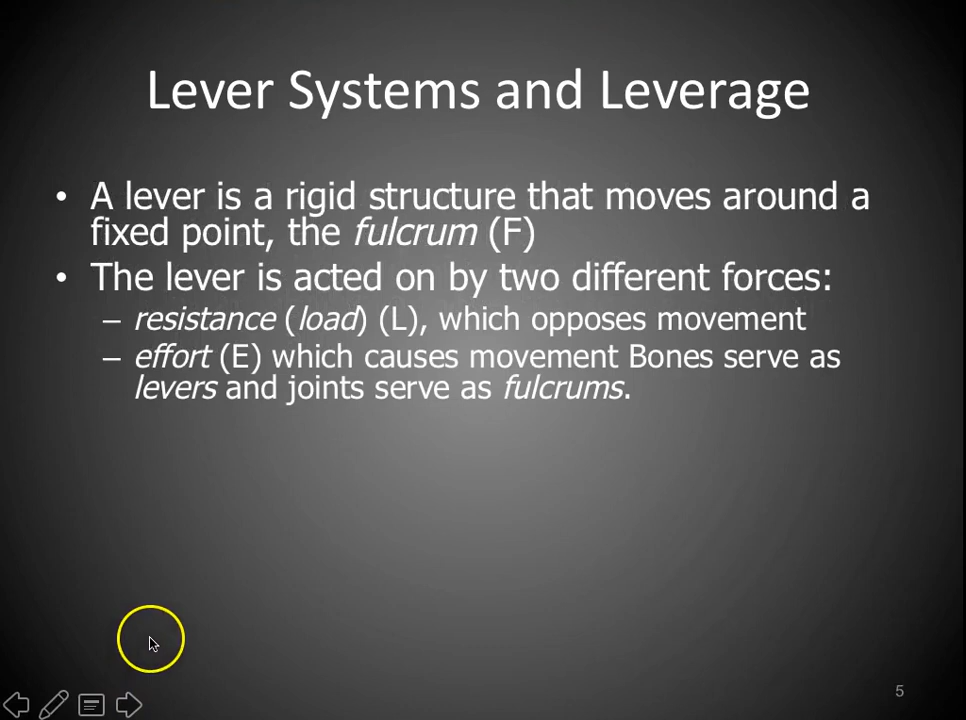 Lever Systems and Leverage
• A lever is a rigid structure that moves around a
fixed point, the fulcrum (F)
• The lever is acted on by two different forces:
– resistance (load) (L), which opposes movement
– effort (E) which causes movement Bones serve as
levers and joints serve as fulcrums.
5